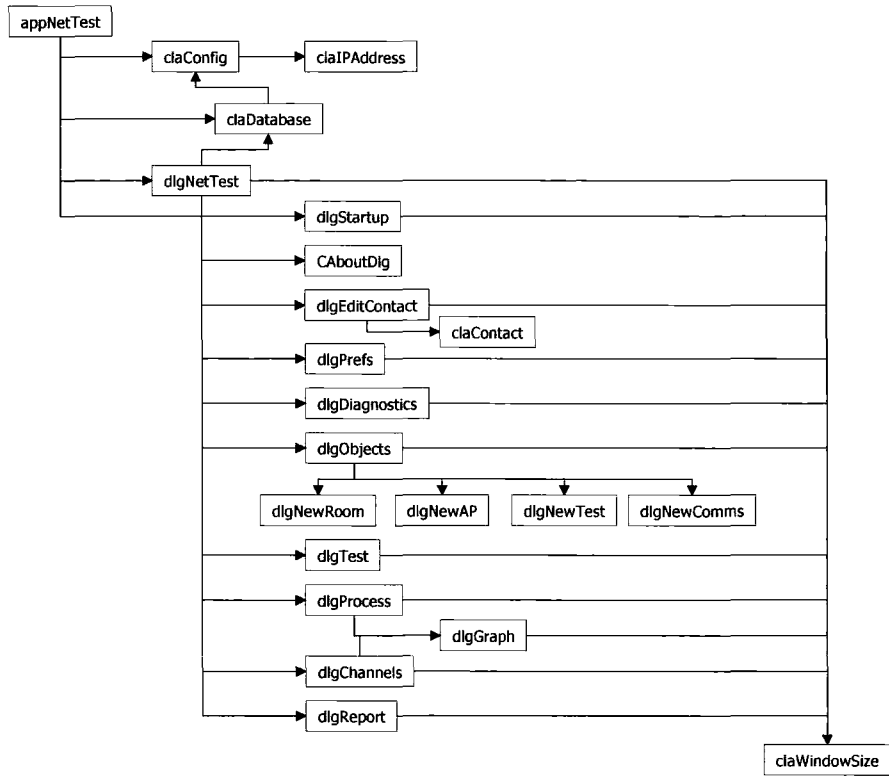 appNetTest
claConfig
claIPAddress
claDatabase
dlgNetTest
dlgStartup
CAboutDlg
dlgEditContact
claContact
dlgPrefs
dlgDiagnostics
dlgObjects
dlgNewRoom
dlgNewAP
dlgNewTest
dlgNewComms
dlgTest
dlgProcess
dlgGraph
dlgChannels
dlgReport
claWindowSize